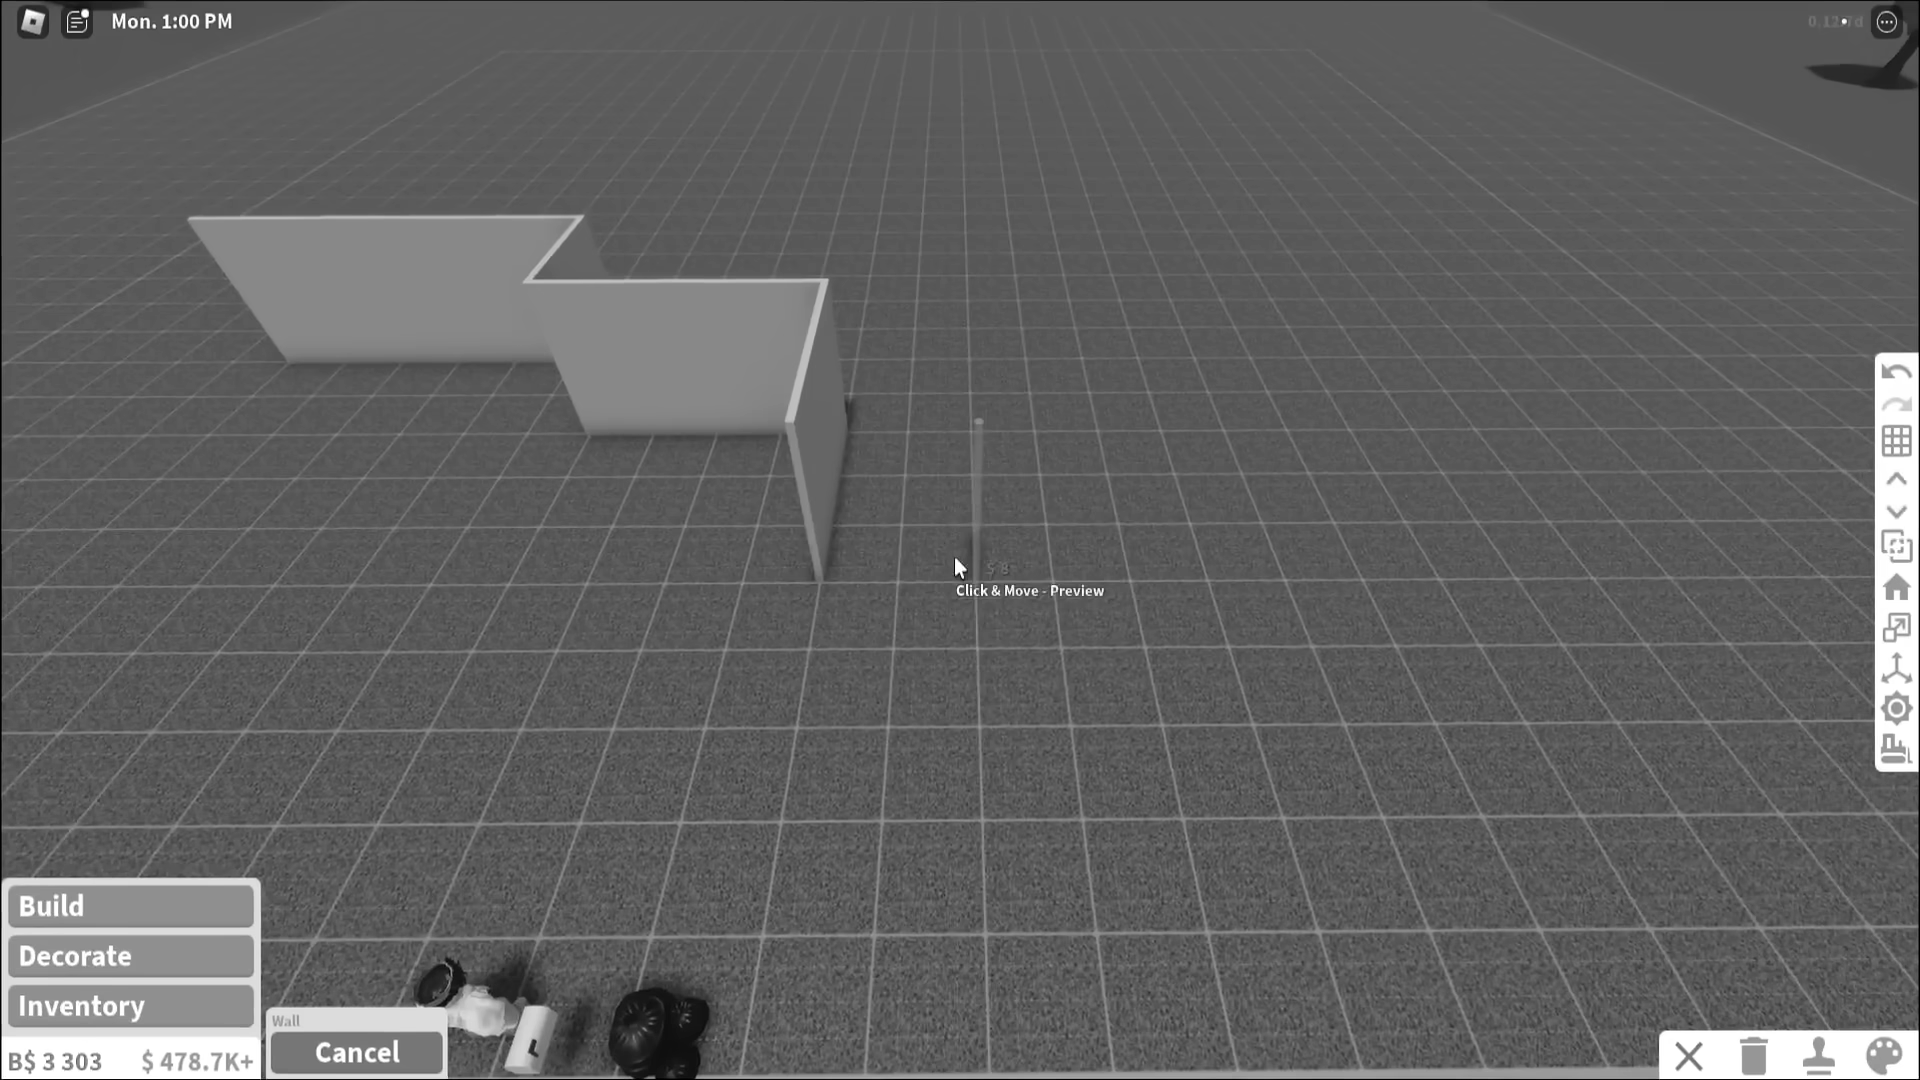 Mon. 1:00 PM
Click & Move - Preview
Build
Decorate
Inventory
Wall
B$ 3 303
$ 478.7K+
Cancel